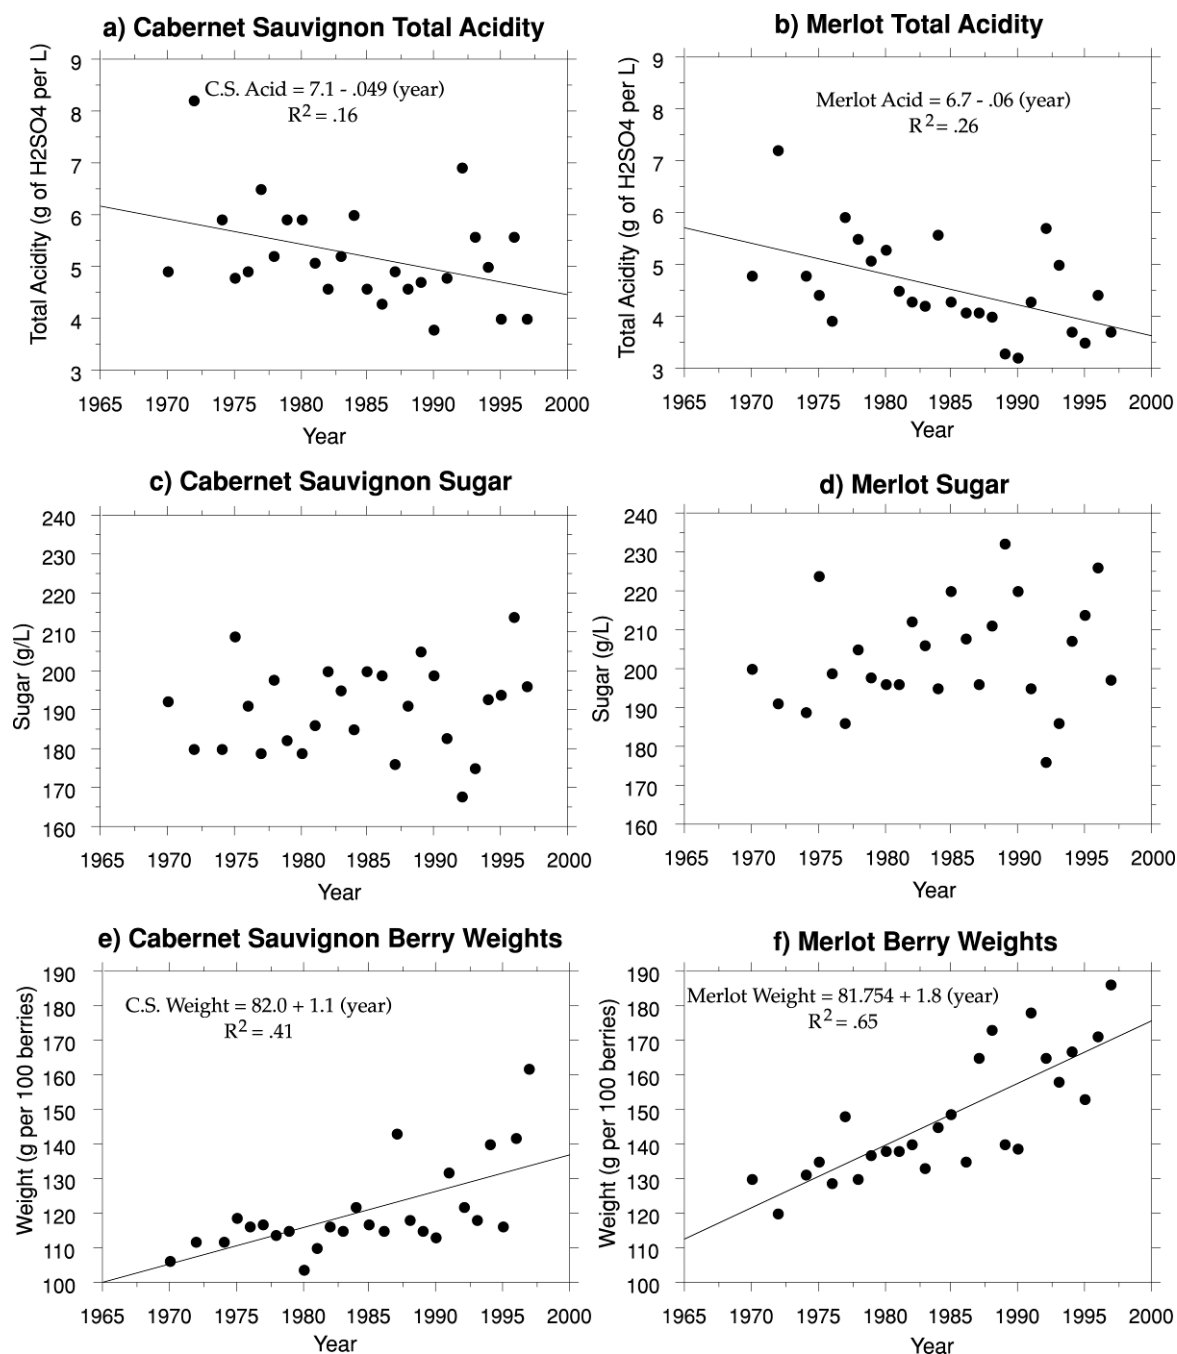 a) Cabernet Sauvignon Total Acidity
C.S. Acid = 7.1 - .049 (year)
R2 = .16
Total Acidity (g of H2SO4 per L)
9
8
7
6
5
4
3
1965 1970 1975 1980 1985 1990 1995 2000
Year
b) Merlot Total Acidity
Merlot Acid = 6.7 - .06 (year)
R2 = .26
Total Acidity (g of H2SO4 per L)
9
8
7
6
5
4
3
1965 1970 1975 1980 1985 1990 1995 2000
Year
c) Cabernet Sauvignon Sugar
Sugar (g/L)
240
230
220
210
200
190
180
170
160
1965 1970 1975 1980 1985 1990 1995 2000
Year
d) Merlot Sugar
Sugar (g/L)
240
230
220
210
200
190
180
170
160
1965 1970 1975 1980 1985 1990 1995 2000
Year
e) Cabernet Sauvignon Berry Weights
C.S. Weight = 82.0 + 1.1 (year)
R2 = .41
Weight (g per 100 berries)
190
180
170
160
150
140
130
120
110
100
1965 1970 1975 1980 1985 1990 1995 2000
Year
f) Merlot Berry Weights
Merlot Weight = 81.754 + 1.8 (year)
R2 = .65
Weight (g per 100 berries)
190
180
170
160
150
140
130
120
110
100
1965 1970 1975 1980 1985 1990 1995 2000
Year